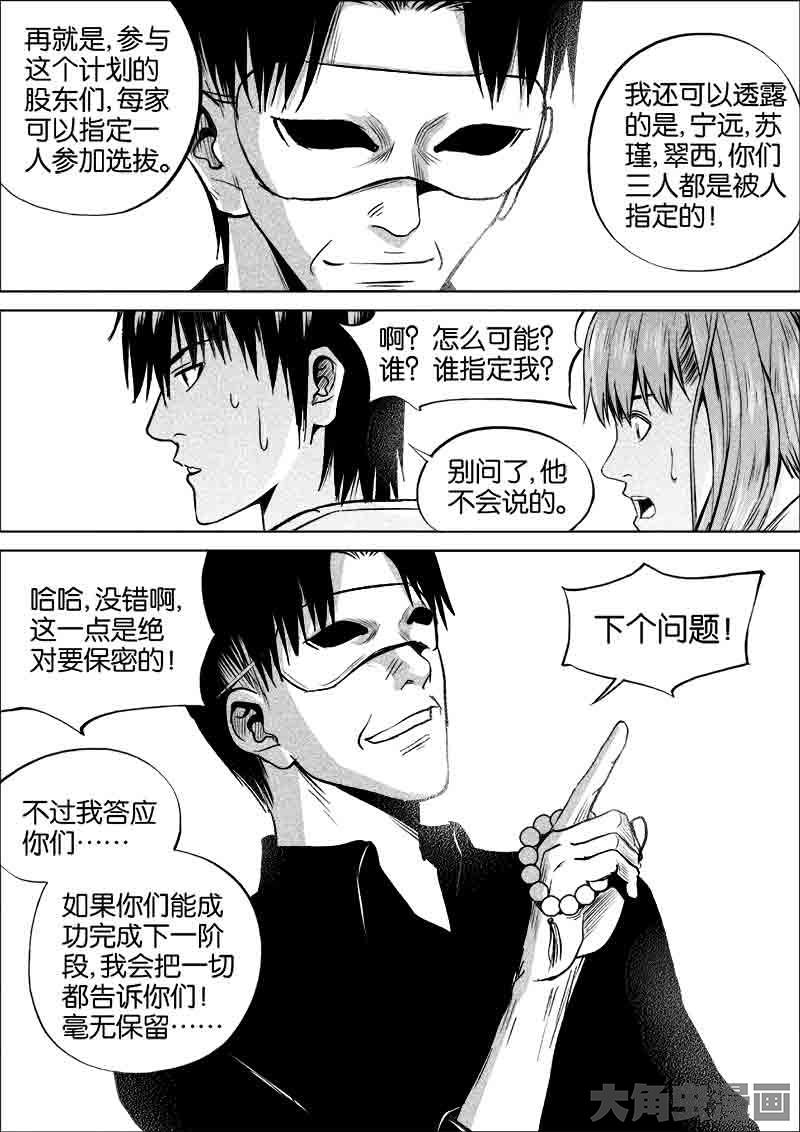 再就是，参与
这个计划的
股东们，每家
可以指定一
人参加选拔。
我还可以透露
的是，宁远，苏
瑾，翠西，你们
三人都是被人
指定的！
啊？怎么可能？
谁？谁指定我？
别问了，他
不会说的。
哈哈，没错啊，
这一点是绝
对要保密的！
下个问题！
不过我答应
你们……
如果你们能成
功完成下一阶
段，我会把一切
都告诉你们！
毫无保留……
大角虫漫画